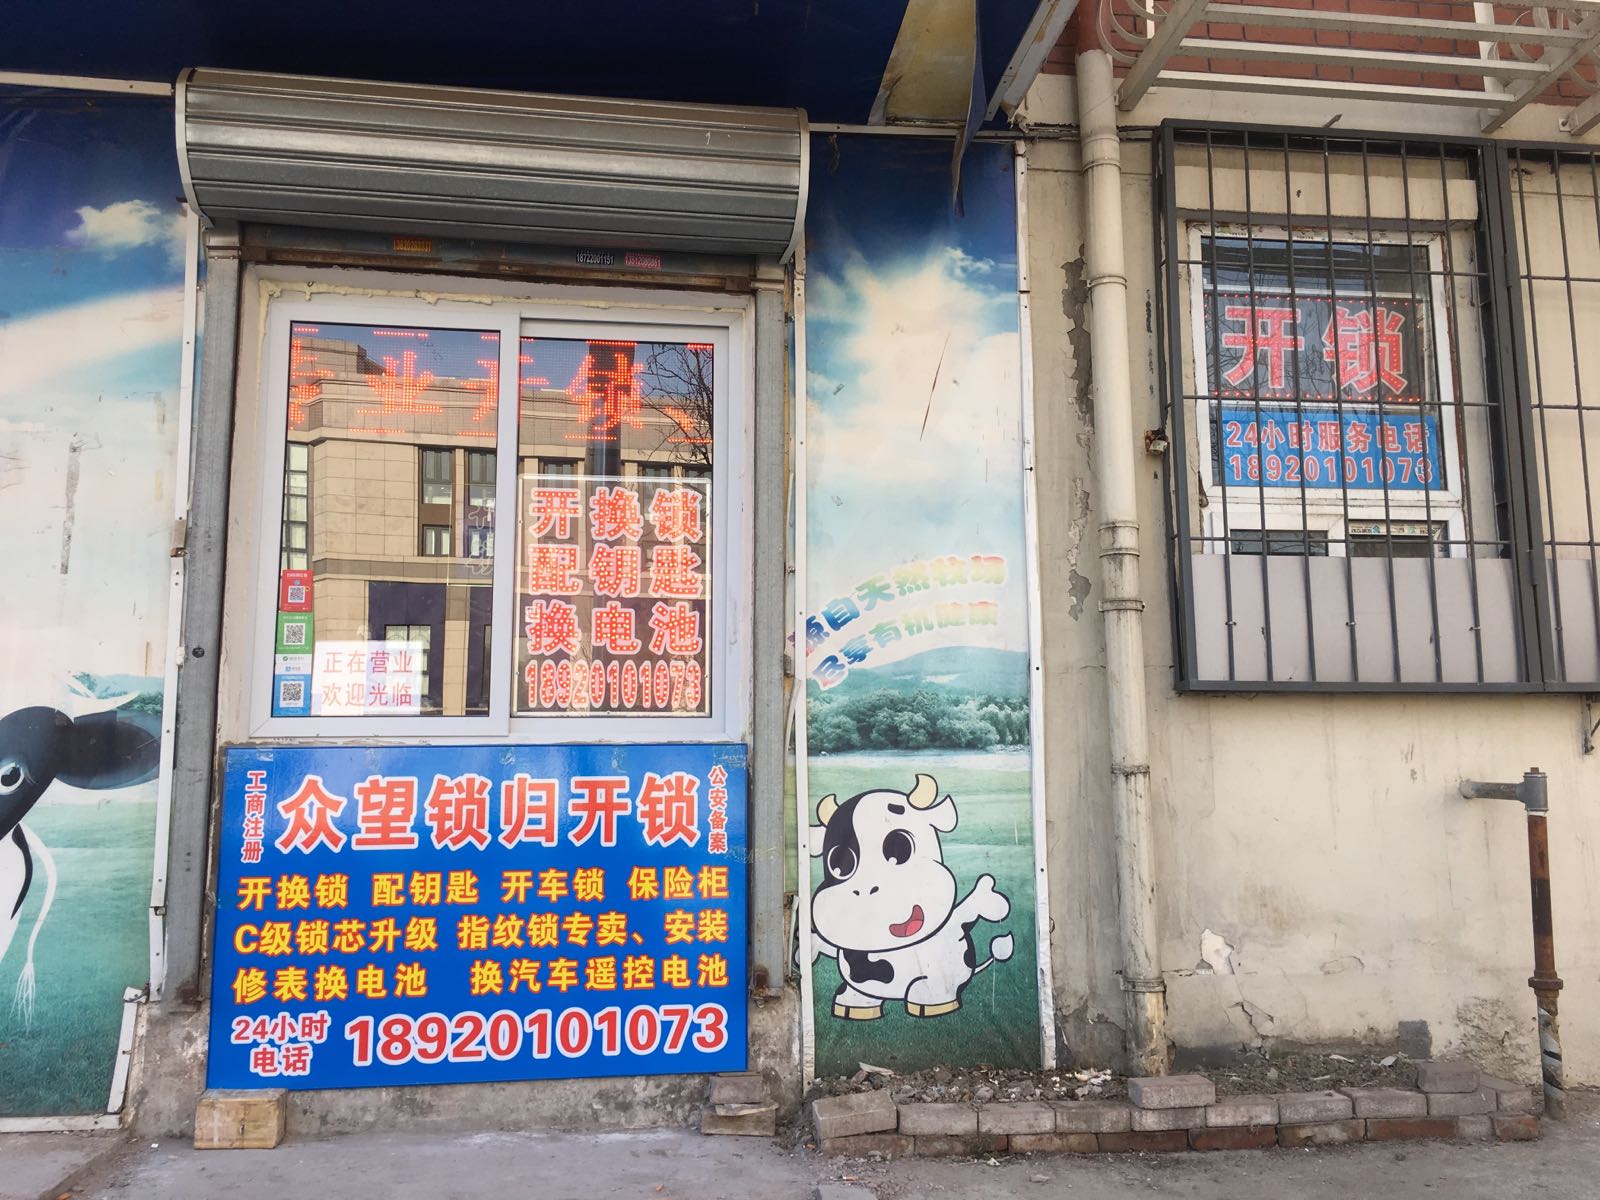 13820283337
18722001151
专业开锁、
开换锁
配钥匙
换电池
18920101073
正在营业
欢迎光临
工商注册
众望锁归开锁
公安备案
开换锁 配钥匙 开车锁 保险柜
C级锁芯升级 指纹锁专卖、安装
修表换电池 换汽车遥控电池
24小时
电话
18920101073
源自天然牧场
尽享有机健康
开锁
24小时服务电话
18920101073